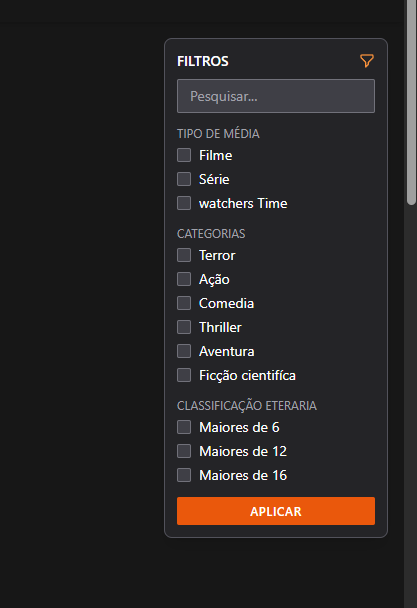 FILTROS
Pesquisar...
TIPO DE MÉDIA
Filme
Série
watchers Time
CATEGORIAS
Terror
Ação
Comedia
Thriller
Aventura
Ficção científica
CLASSIFICAÇÃO ETERARIA
Maiores de 6
Maiores de 12
Maiores de 16
APLICAR